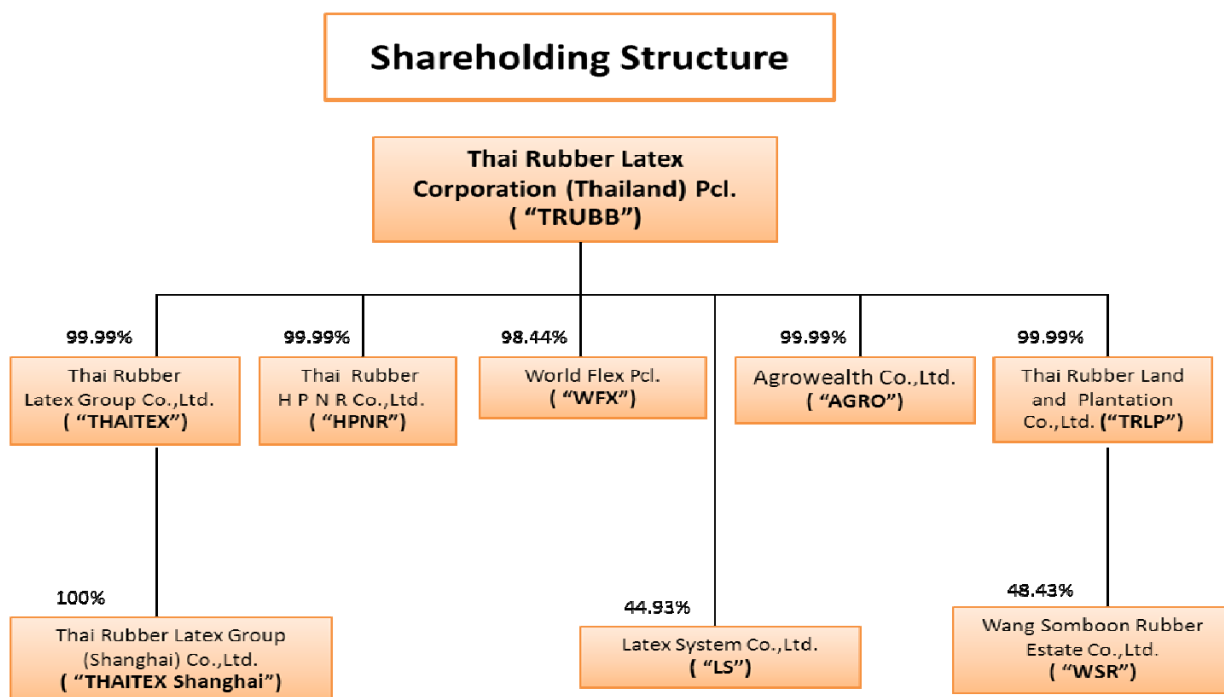 Shareholding Structure
Thai Rubber Latex
Corporation (Thailand) Pcl.
( “TRUBB”)
99.99%
99.99%
98.44%
99.99%
99.99%
Thai Rubber
Latex Group Co.,Ltd.
( “THAITEX”)
Thai Rubber
H P N R Co.,Ltd.
( “HPNR”)
World Flex Pcl.
( “WFX”)
Agrowealth Co.,Ltd.
( “AGRO”)
Thai Rubber Land
and Plantation
Co.,Ltd. (“TRLP”)
100%
44.93%
48.43%
Thai Rubber Latex Group
(Shanghai) Co.,Ltd.
( “THAITEX Shanghai”)
Latex System Co.,Ltd.
( “LS”)
Wang Somboon Rubber
Estate Co.,Ltd.
( “WSR”)